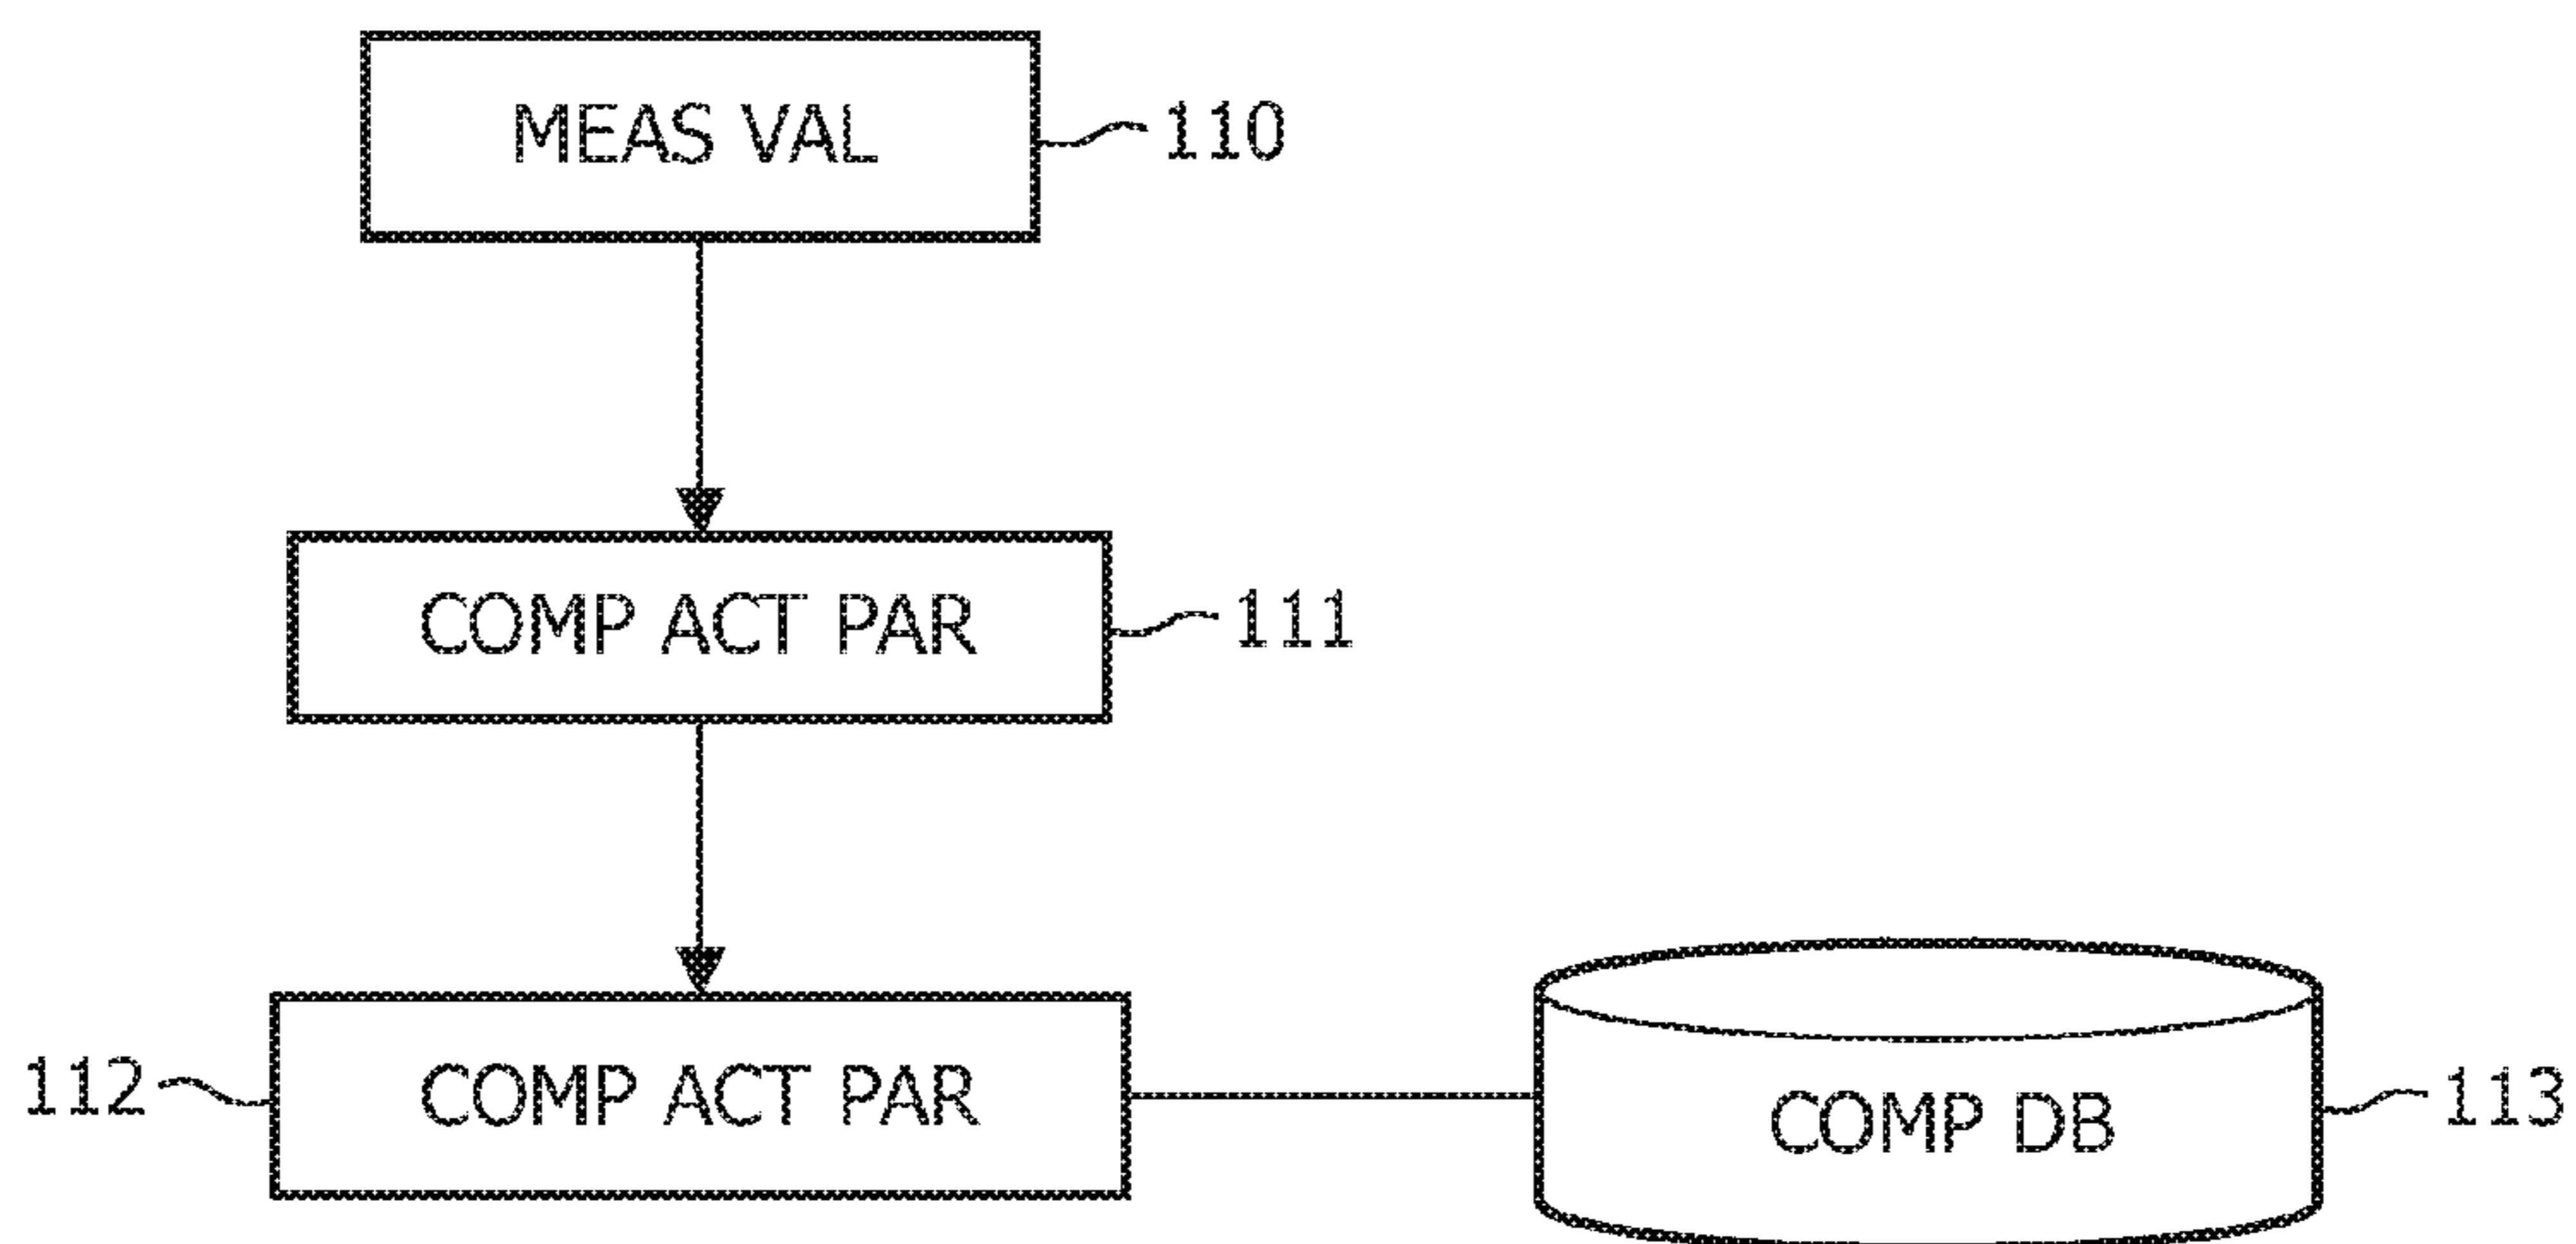 MEAS VAL
110
COMP ACT PAR
111
112
COMP ACT PAR
COMP DB
113